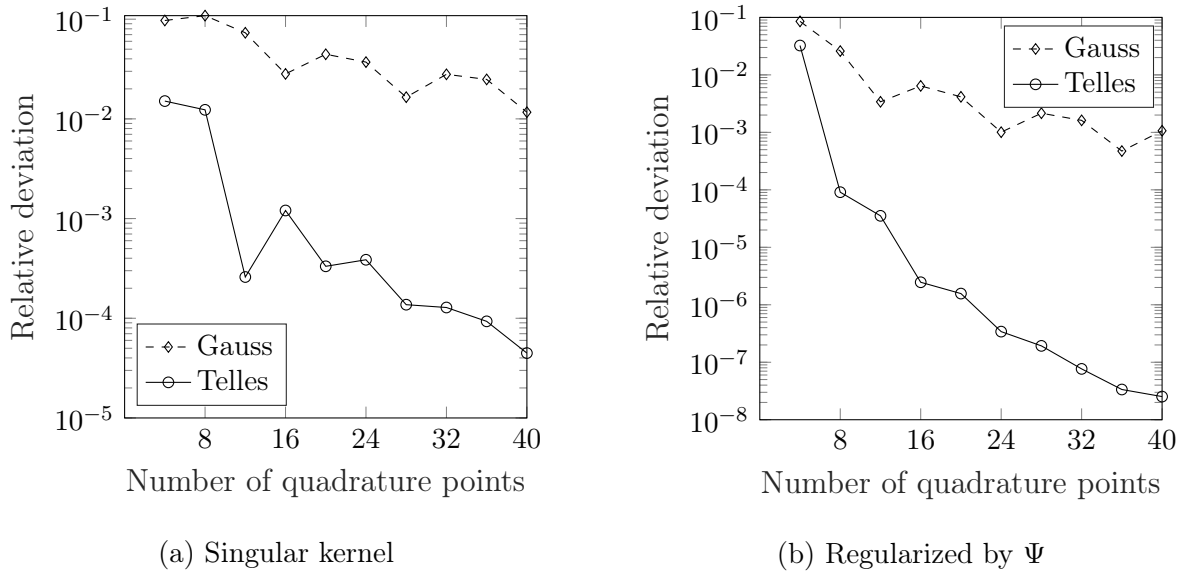 10^−1
10^−2
10^−3
10^−4
10^−5
Relative deviation
Gauss
Telles
8 16 24 32 40
Number of quadrature points
(a) Singular kernel
10^−1
10^−2
10^−3
10^−4
10^−5
10^−6
10^−7
10^−8
Relative deviation
Gauss
Telles
8 16 24 32 40
Number of quadrature points
(b) Regularized by Ψ